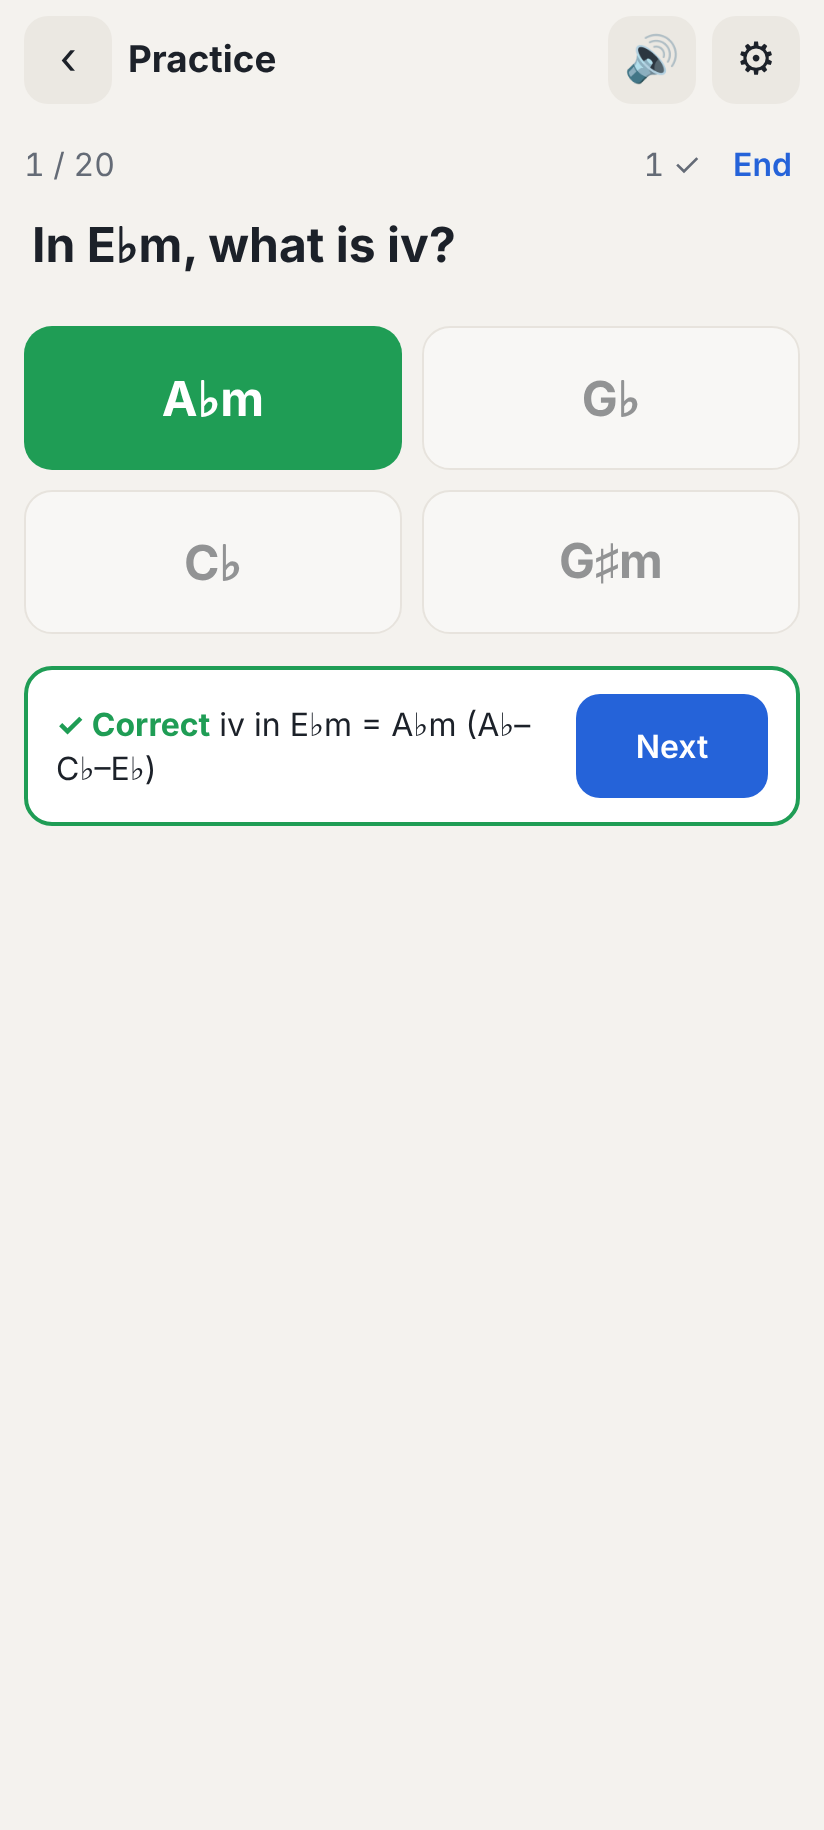 Practice
1 / 20
1 ✓ End
In E♭m, what is iv?
A♭m
G♭
C♭
G♯m
✓ Correct iv in E♭m = A♭m (A♭–
C♭–E♭)
Next